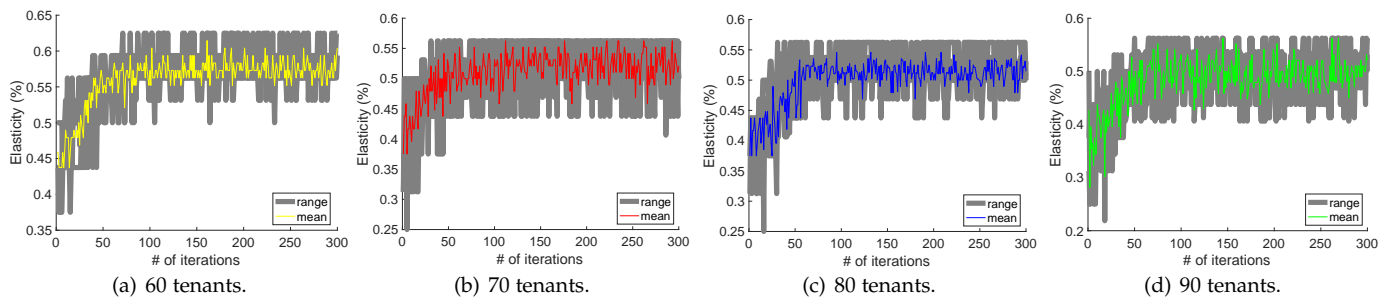 0.65
0.6
0.55
0.5
0.45
0.4
0.35
Elasticity (%)
0 50 100 150 200 250 300
# of iterations
range
mean
(a) 60 tenants.
0.6
0.55
0.5
0.45
0.4
0.35
0.3
0.25
Elasticity (%)
0 50 100 150 200 250 300
# of iterations
range
mean
(b) 70 tenants.
0.6
0.55
0.5
0.45
0.4
0.35
0.3
0.25
Elasticity (%)
0 50 100 150 200 250 300
# of iterations
range
mean
(c) 80 tenants.
0.6
0.5
0.4
0.3
0.2
Elasticity (%)
0 50 100 150 200 250 300
# of iterations
range
mean
(d) 90 tenants.